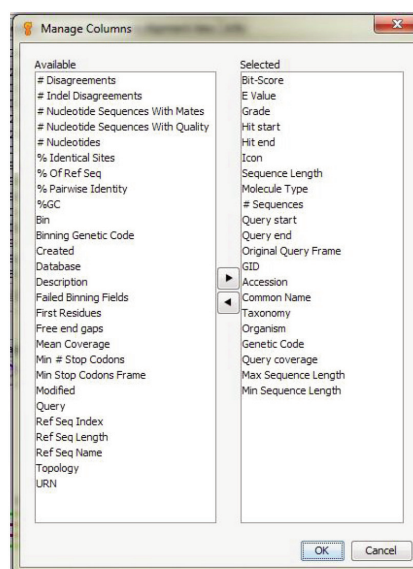 Manage Columns
Available
# Disagreements
# Indel Disagreements
# Nucleotide Sequences With Mates
# Nucleotide Sequences With Quality
# Nucleotides
% Identical Sites
% Of Ref Seq
% Pairwise Identity
%GC
Bin
Binning Genetic Code
Created
Database
Description
Failed Binning Fields
First Residues
Free end gaps
Mean Coverage
Min # Stop Codons
Min Stop Codons Frame
Modified
Query
Ref Seq Index
Ref Seq Length
Ref Seq Name
Topology
URN
Selected
Bit-Score
E Value
Grade
Hit start
Hit end
Icon
Sequence Length
Molecule Type
# Sequences
Query start
Query end
Original Query Frame
GID
Accession
Common Name
Taxonomy
Organism
Genetic Code
Query coverage
Max Sequence Length
Min Sequence Length
OK
Cancel